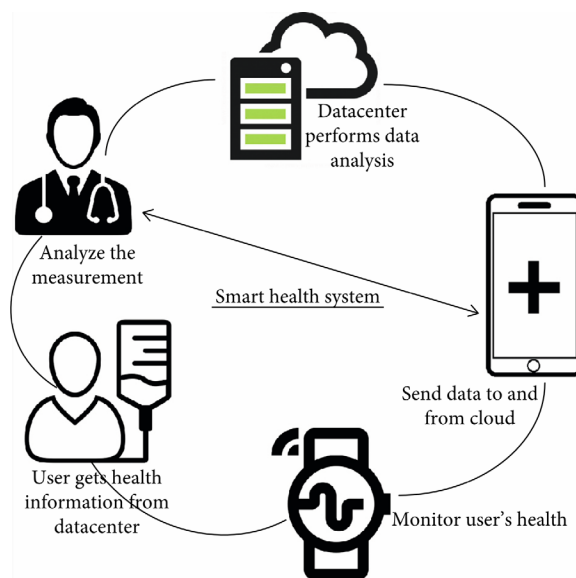 Datacenter
performs data
analysis
Analyze the
measurement
Smart health system
Send data to and
from cloud
User gets health
information from
datacenter
Monitor user's health